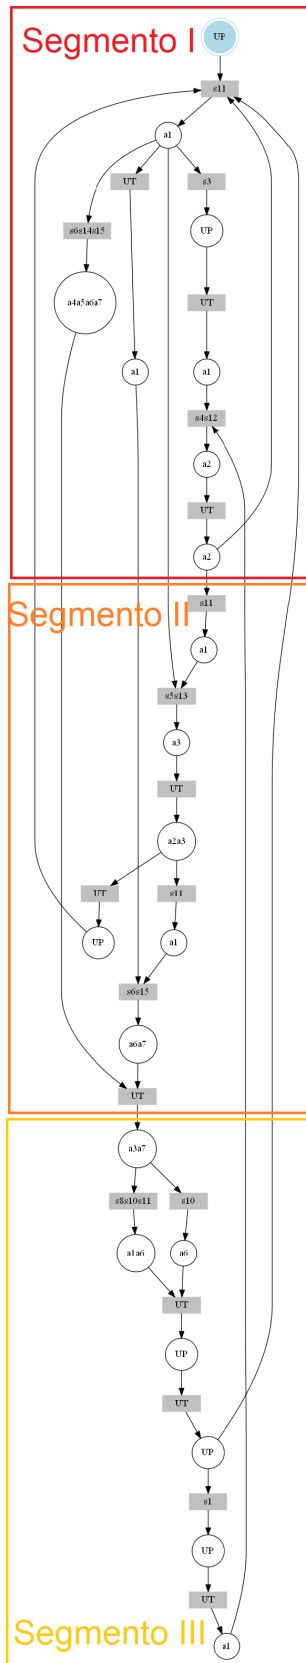 Segmento I
UP
s11
a1
UT
s3
s6s14s15
UP
a4a5a6a7
UT
a1
a1
s4s12
a2
UT
a2
Segmento II
s11
a1
s5s13
a3
UT
a2a3
UT
s11
UP
a1
s6s15
a6a7
UT
a3a7
s8s10s11
s10
a1a6
a6
UT
UP
UT
UP
s1
UP
UT
Segmento III
a1